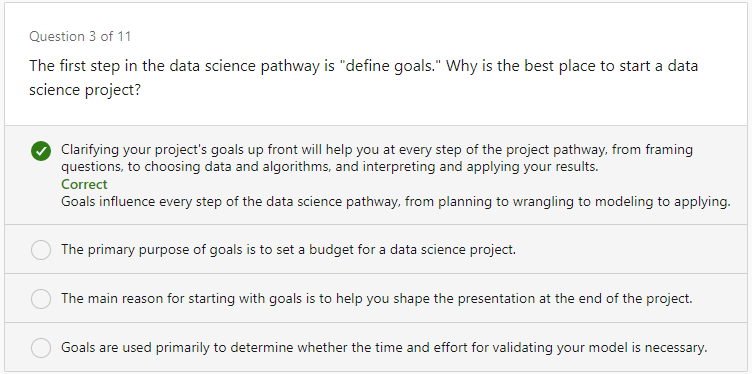 Question 3 of 11
The first step in the data science pathway is "define goals." Why is the best place to start a data
science project?
Clarifying your project's goals up front will help you at every step of the project pathway, from framing
questions, to choosing data and algorithms, and interpreting and applying your results.
Correct
Goals influence every step of the data science pathway, from planning to wrangling to modeling to applying.
The primary purpose of goals is to set a budget for a data science project.
The main reason for starting with goals is to help you shape the presentation at the end of the project.
Goals are used primarily to determine whether the time and effort for validating your model is necessary.